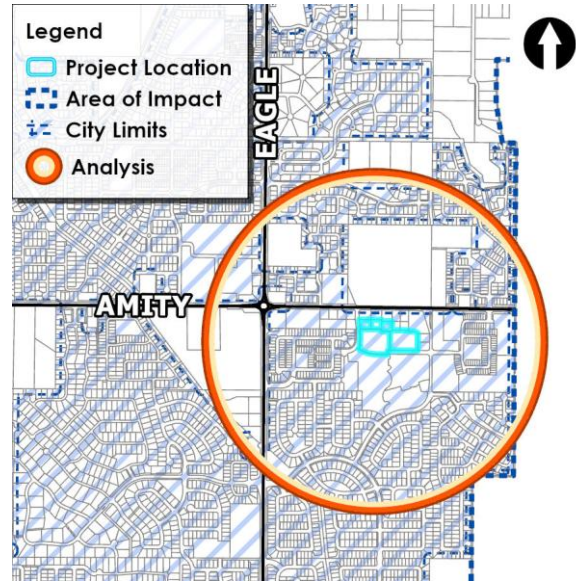 Legend
Project Location
Area of Impact
City Limits
Analysis
EAGLE
AMITY